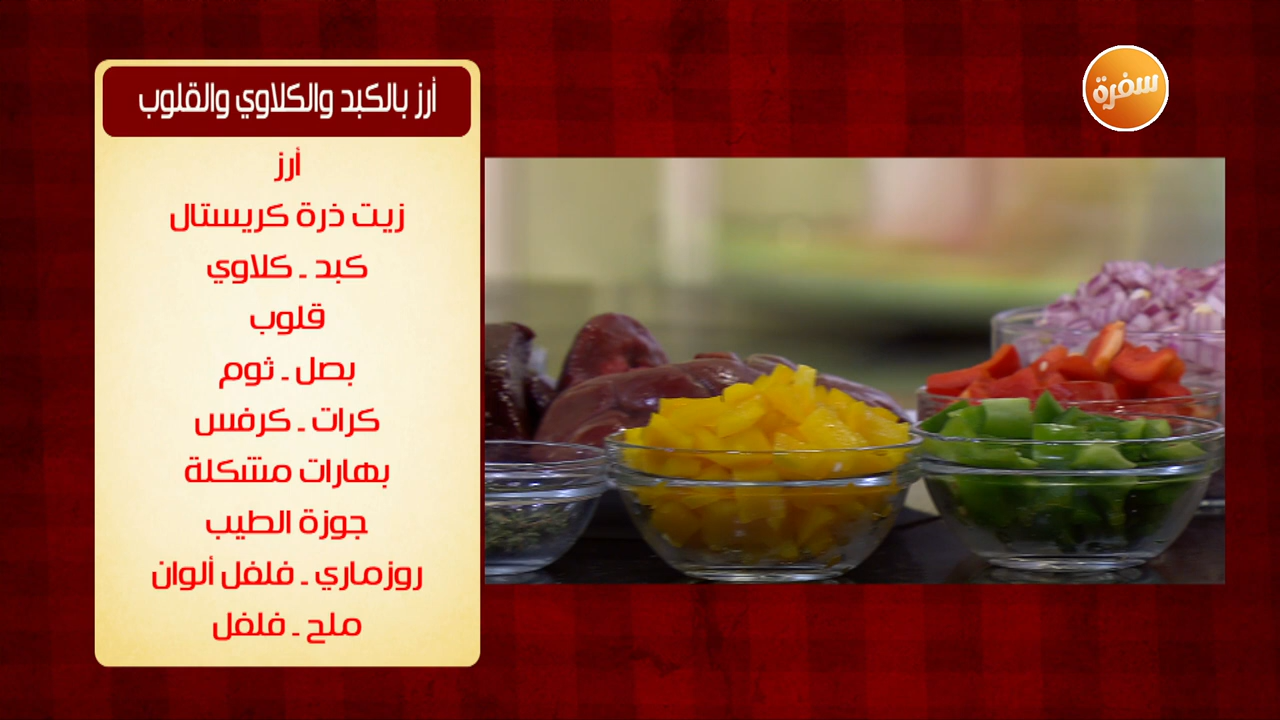 سفرة
أرز بالكبد والكلاوي والقلوب
أرز
زيت ذرة كريستال
كبد - كلاوي
قلوب
بصل - ثوم
كرات - كرفس
بهارات مشكلة
جوزة الطيب
روزماري - فلفل ألوان
ملح - فلفل